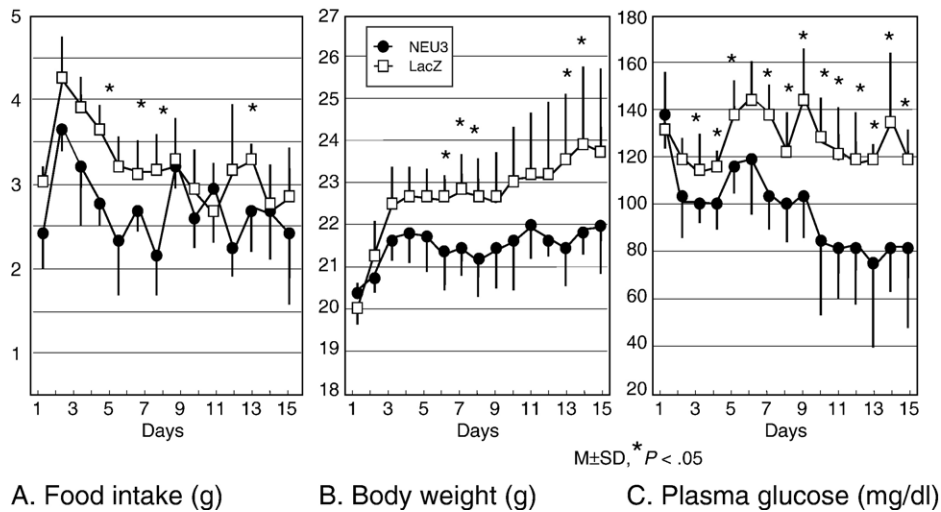 5
4
3
2
1
1 3 5 7 9 11 13 15
Days
27
26
25
24
23
22
21
20
19
18
NEU3
LacZ
1 3 5 7 9 11 13 15
Days
180
160
140
120
100
80
60
40
20
1 3 5 7 9 11 13 15
Days
M±SD,*P < .05
A. Food intake (g)
B. Body weight (g)
C. Plasma glucose (mg/dl)